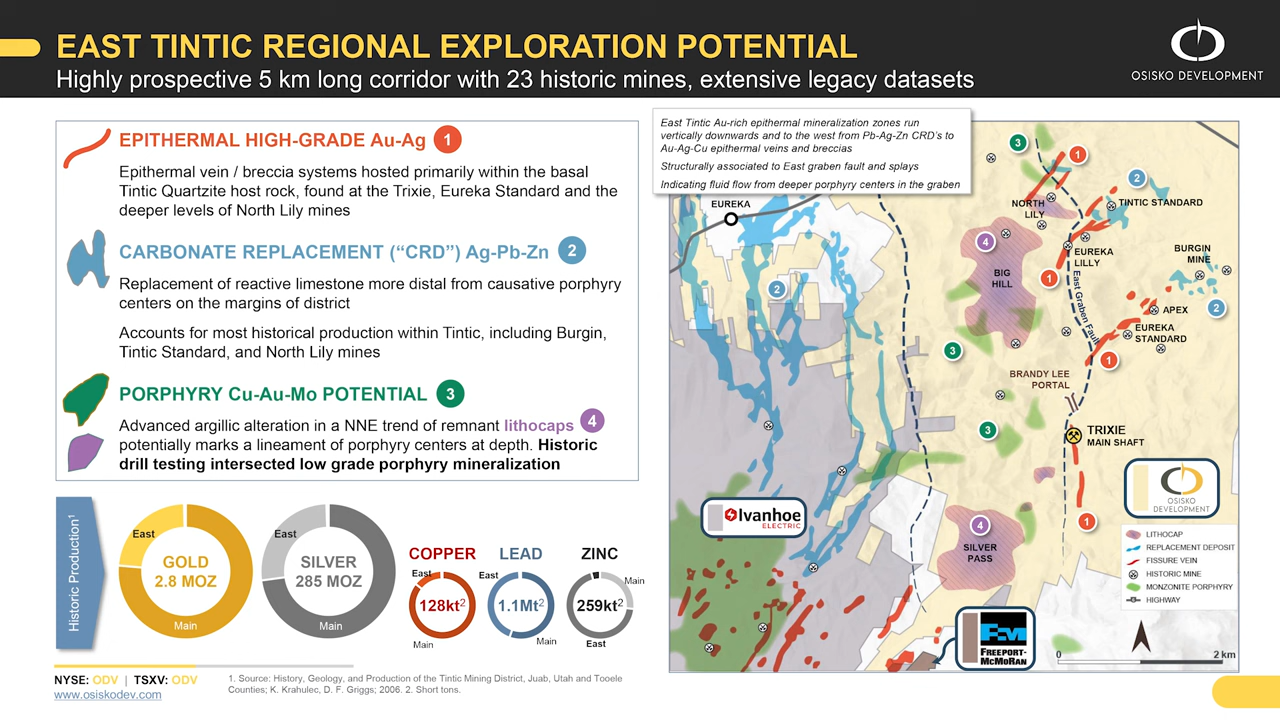 EAST TINTIC REGIONAL EXPLORATION POTENTIAL
Highly prospective 5 km long corridor with 23 historic mines, extensive legacy datasets
OSISKO DEVELOPMENT
EPITHERMAL HIGH-GRADE Au-Ag 1
Epithermal vein / breccia systems hosted primarily within the basal
Tintic Quartzite host rock, found at the Trixie, Eureka Standard and the
deeper levels of North Lily mines
CARBONATE REPLACEMENT (“CRD”) Ag-Pb-Zn 2
Replacement of reactive limestone more distal from causative porphyry
centers on the margins of district
Accounts for most historical production within Tintic, including Burgin,
Tintic Standard, and North Lily mines
PORPHYRY Cu-Au-Mo POTENTIAL 3
Advanced argillic alteration in a NNE trend of remnant lithocaps 4
potentially marks a lineament of porphyry centers at depth. Historic
drill testing intersected low grade porphyry mineralization
Historic Production1
East
GOLD
2.8 MOZ
Main
East
SILVER
285 MOZ
Main
COPPER
East
128kt2
Main
LEAD
East
1.1Mt2
Main
ZINC
Main
259kt2
East
NYSE: ODV | TSXV: ODV
www.osiskodev.com
1. Source: History, Geology, and Production of the Tintic Mining District, Juab, Utah and Tooele
Counties; K. Krahulec, D. F. Griggs; 2006. 2. Short tons.
East Tintic Au-rich epithermal mineralization zones run
vertically downwards and to the west from Pb-Ag-Zn CRD's to
Au-Ag-Cu epithermal veins and breccias
Structurally associated to East graben fault and splays
Indicating fluid flow from deeper porphyry centers in the graben
3
1
2
EUREKA
NORTH
LILY
TINTIC STANDARD
4
EUREKA
LILLY
BURGIN
MINE
BIG
HILL
1
2
East Graben Fault
2
APEX
EUREKA
STANDARD
3
1
BRANDY LEE
PORTAL
3
TRIXIE
MAIN SHAFT
OSISKO
DEVELOPMENT
Ivanhoe
ELECTRIC
4
1
SILVER
PASS
LITHOCAP
REPLACEMENT DEPOSIT
FISSURE VEIN
HISTORIC MINE
MONZONITE PORPHYRY
HIGHWAY
FM
FREEPORT-
McMoRAN
0
2 km